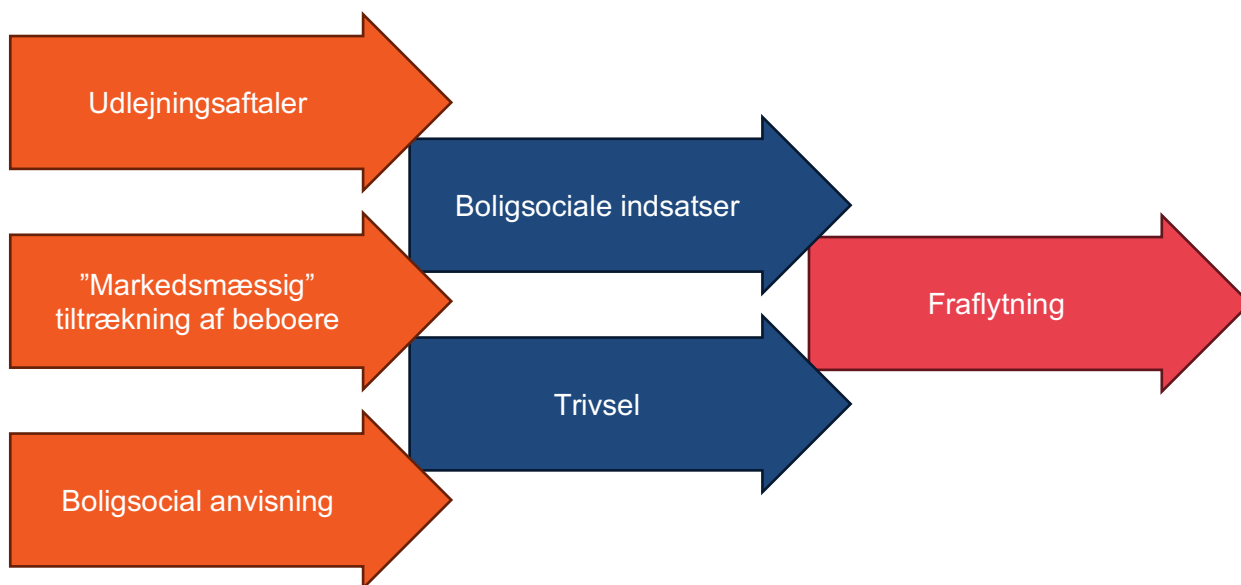 Udlejningsaftaler
”Markedsmæssig”
tiltrækning af beboere
Boligsocial anvisning
Boligsociale indsatser
Trivsel
Fraflytning